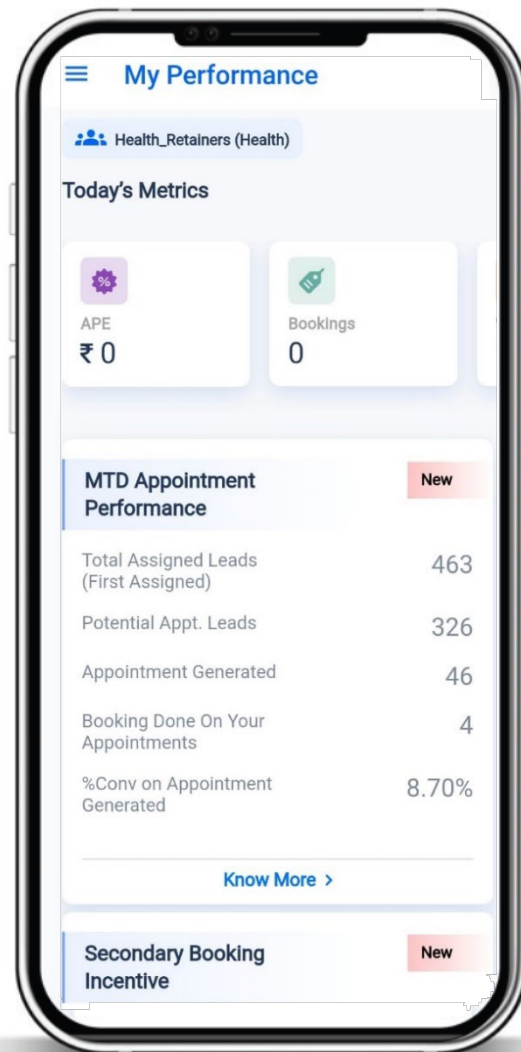 My Performance
Health_Retainers (Health)
Today's Metrics
APE
₹ 0
Bookings
0
MTD Appointment
Performance
New
Total Assigned Leads
(First Assigned)
463
Potential Appt. Leads
326
Appointment Generated
46
Booking Done On Your
Appointments
4
%Conv on Appointment
Generated
8.70%
Know More >
Secondary Booking
Incentive
New